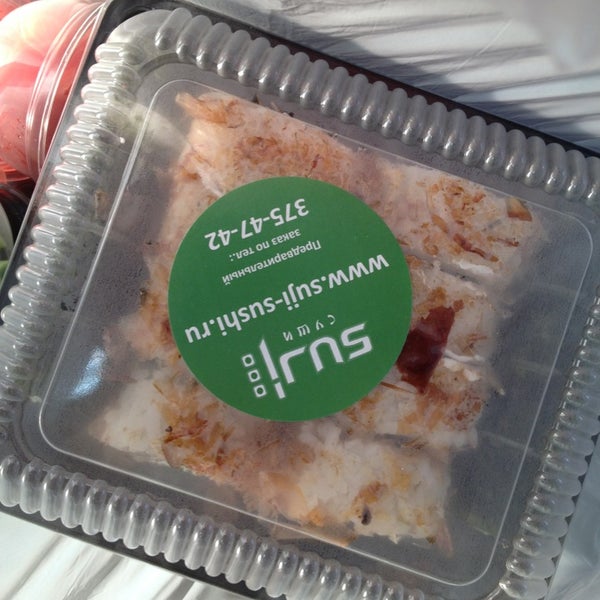 suji
суши
www.suji-sushi.ru
Предварительный
заказ по тел.:
375-47-42